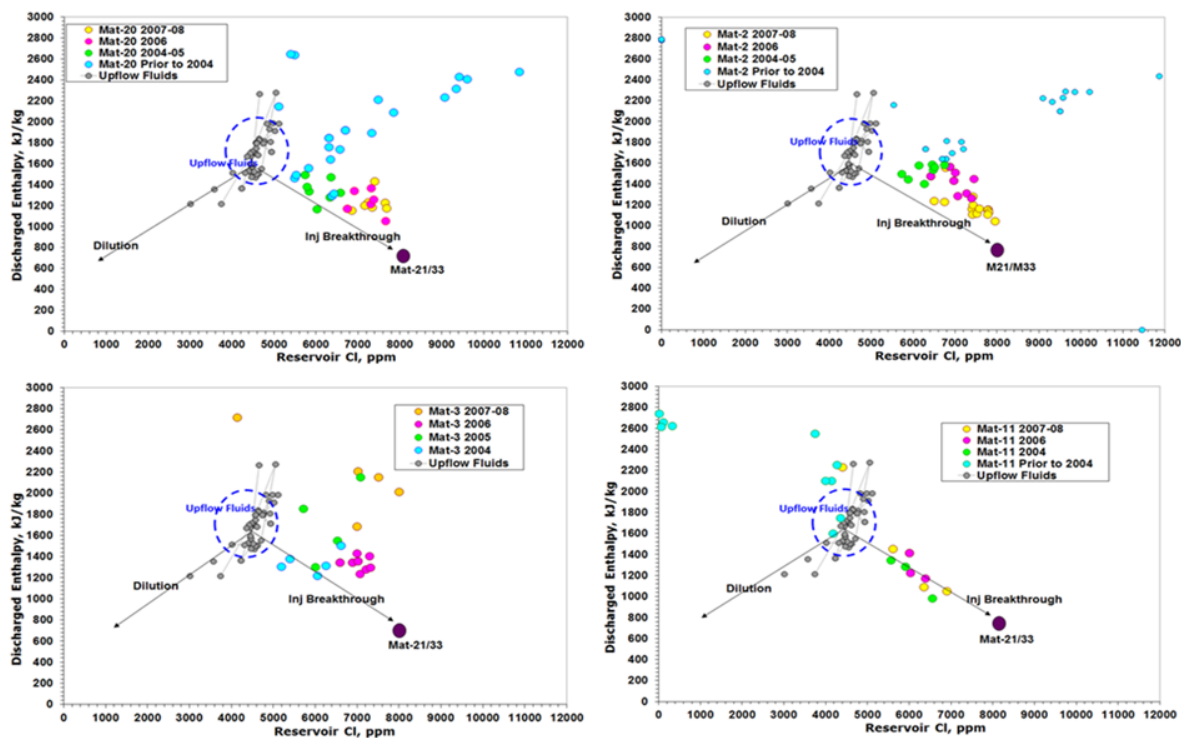 3000
2800
2600
2400
2200
2000
1800
1600
1400
1200
1000
800
600
400
200
0
Discharged Enthalpy, kJ/kg
Mat-20 2007-08
Mat-20 2006
Mat-20 2004-05
Mat-20 Prior to 2004
Upflow Fluids
Upflow Fluids
Dilution
Inj Breakthrough
Mat-21/33
0 1000 2000 3000 4000 5000 6000 7000 8000 9000 10000 11000 12000
Reservoir Cl, ppm
3000
2800
2600
2400
2200
2000
1800
1600
1400
1200
1000
800
600
400
200
0
Discharged Enthalpy, kJ/kg
Mat-2 2007-08
Mat-2 2006
Mat-2 2004-05
Mat-2 Prior to 2004
Upflow Fluids
Upflow Fluids
Dilution
Inj Breakthrough
M21/M33
0 1000 2000 3000 4000 5000 6000 7000 8000 9000 10000 11000 12000
Reservoir Cl, ppm
3000
2800
2600
2400
2200
2000
1800
1600
1400
1200
1000
800
600
400
200
0
Discharged Enthalpy, kJ/kg
Mat-3 2007-08
Mat-3 2006
Mat-3 2005
Mat-3 2004
Upflow Fluids
Upflow Fluids
Dilution
Inj Breakthrough
Mat-21/33
0 1000 2000 3000 4000 5000 6000 7000 8000 9000 10000 11000 12000
Reservoir Cl, ppm
3000
2800
2600
2400
2200
2000
1800
1600
1400
1200
1000
800
600
400
200
0
Discharged Enthalpy, kJ/kg
Mat-11 2007-08
Mat-11 2006
Mat-11 2004
Mat-11 Prior to 2004
Upflow Fluids
Upflow Fluids
Dilution
Inj Breakthrough
Mat-21/33
0 1000 2000 3000 4000 5000 6000 7000 8000 9000 10000 11000 12000
Reservoir Cl, ppm